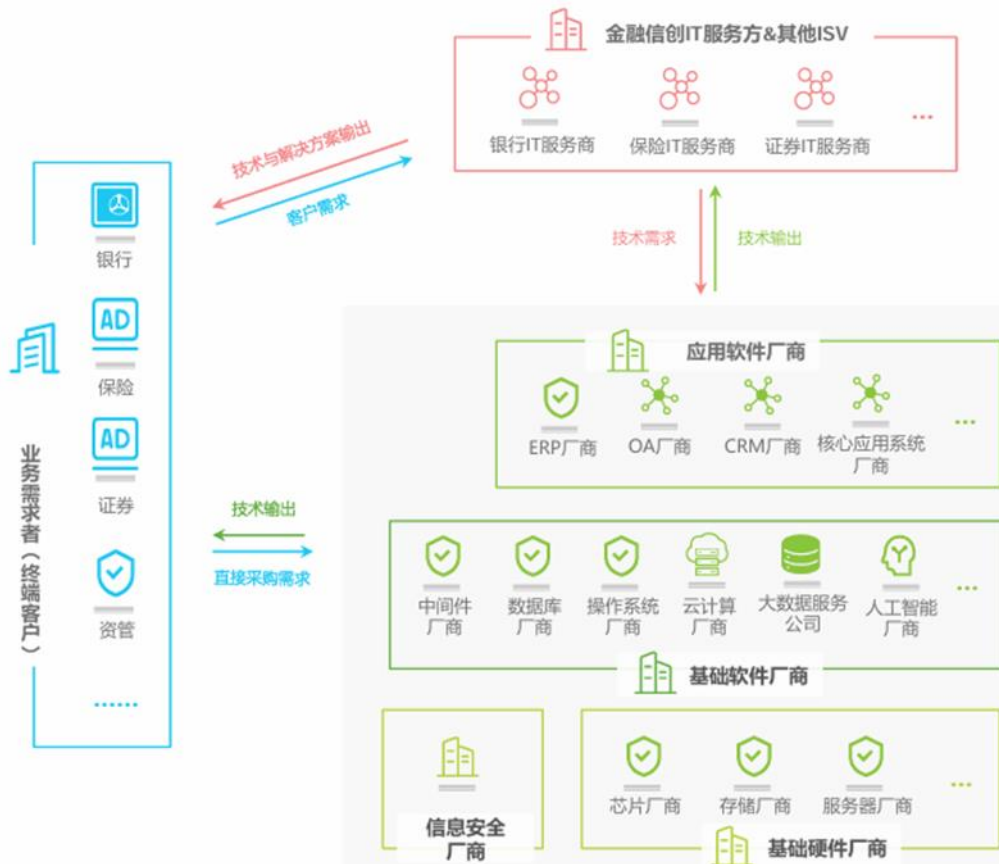 金融信创IT服务方&其他ISV
银行IT服务商
保险IT服务商
证券IT服务商
...
技术与解决方案输出
客户需求
技术需求
技术输出
业务需求者（终端客户）
银行
AD
保险
AD
证券
资管
......
技术输出
直接采购需求
应用软件厂商
ERP厂商
OA厂商
CRM厂商
核心应用系统
厂商
...
中间件
厂商
数据库
厂商
操作系统
厂商
云计算
厂商
大数据服务
公司
人工智能
厂商
...
基础软件厂商
信息安全
厂商
芯片厂商
存储厂商
服务器厂商
...
基础硬件厂商